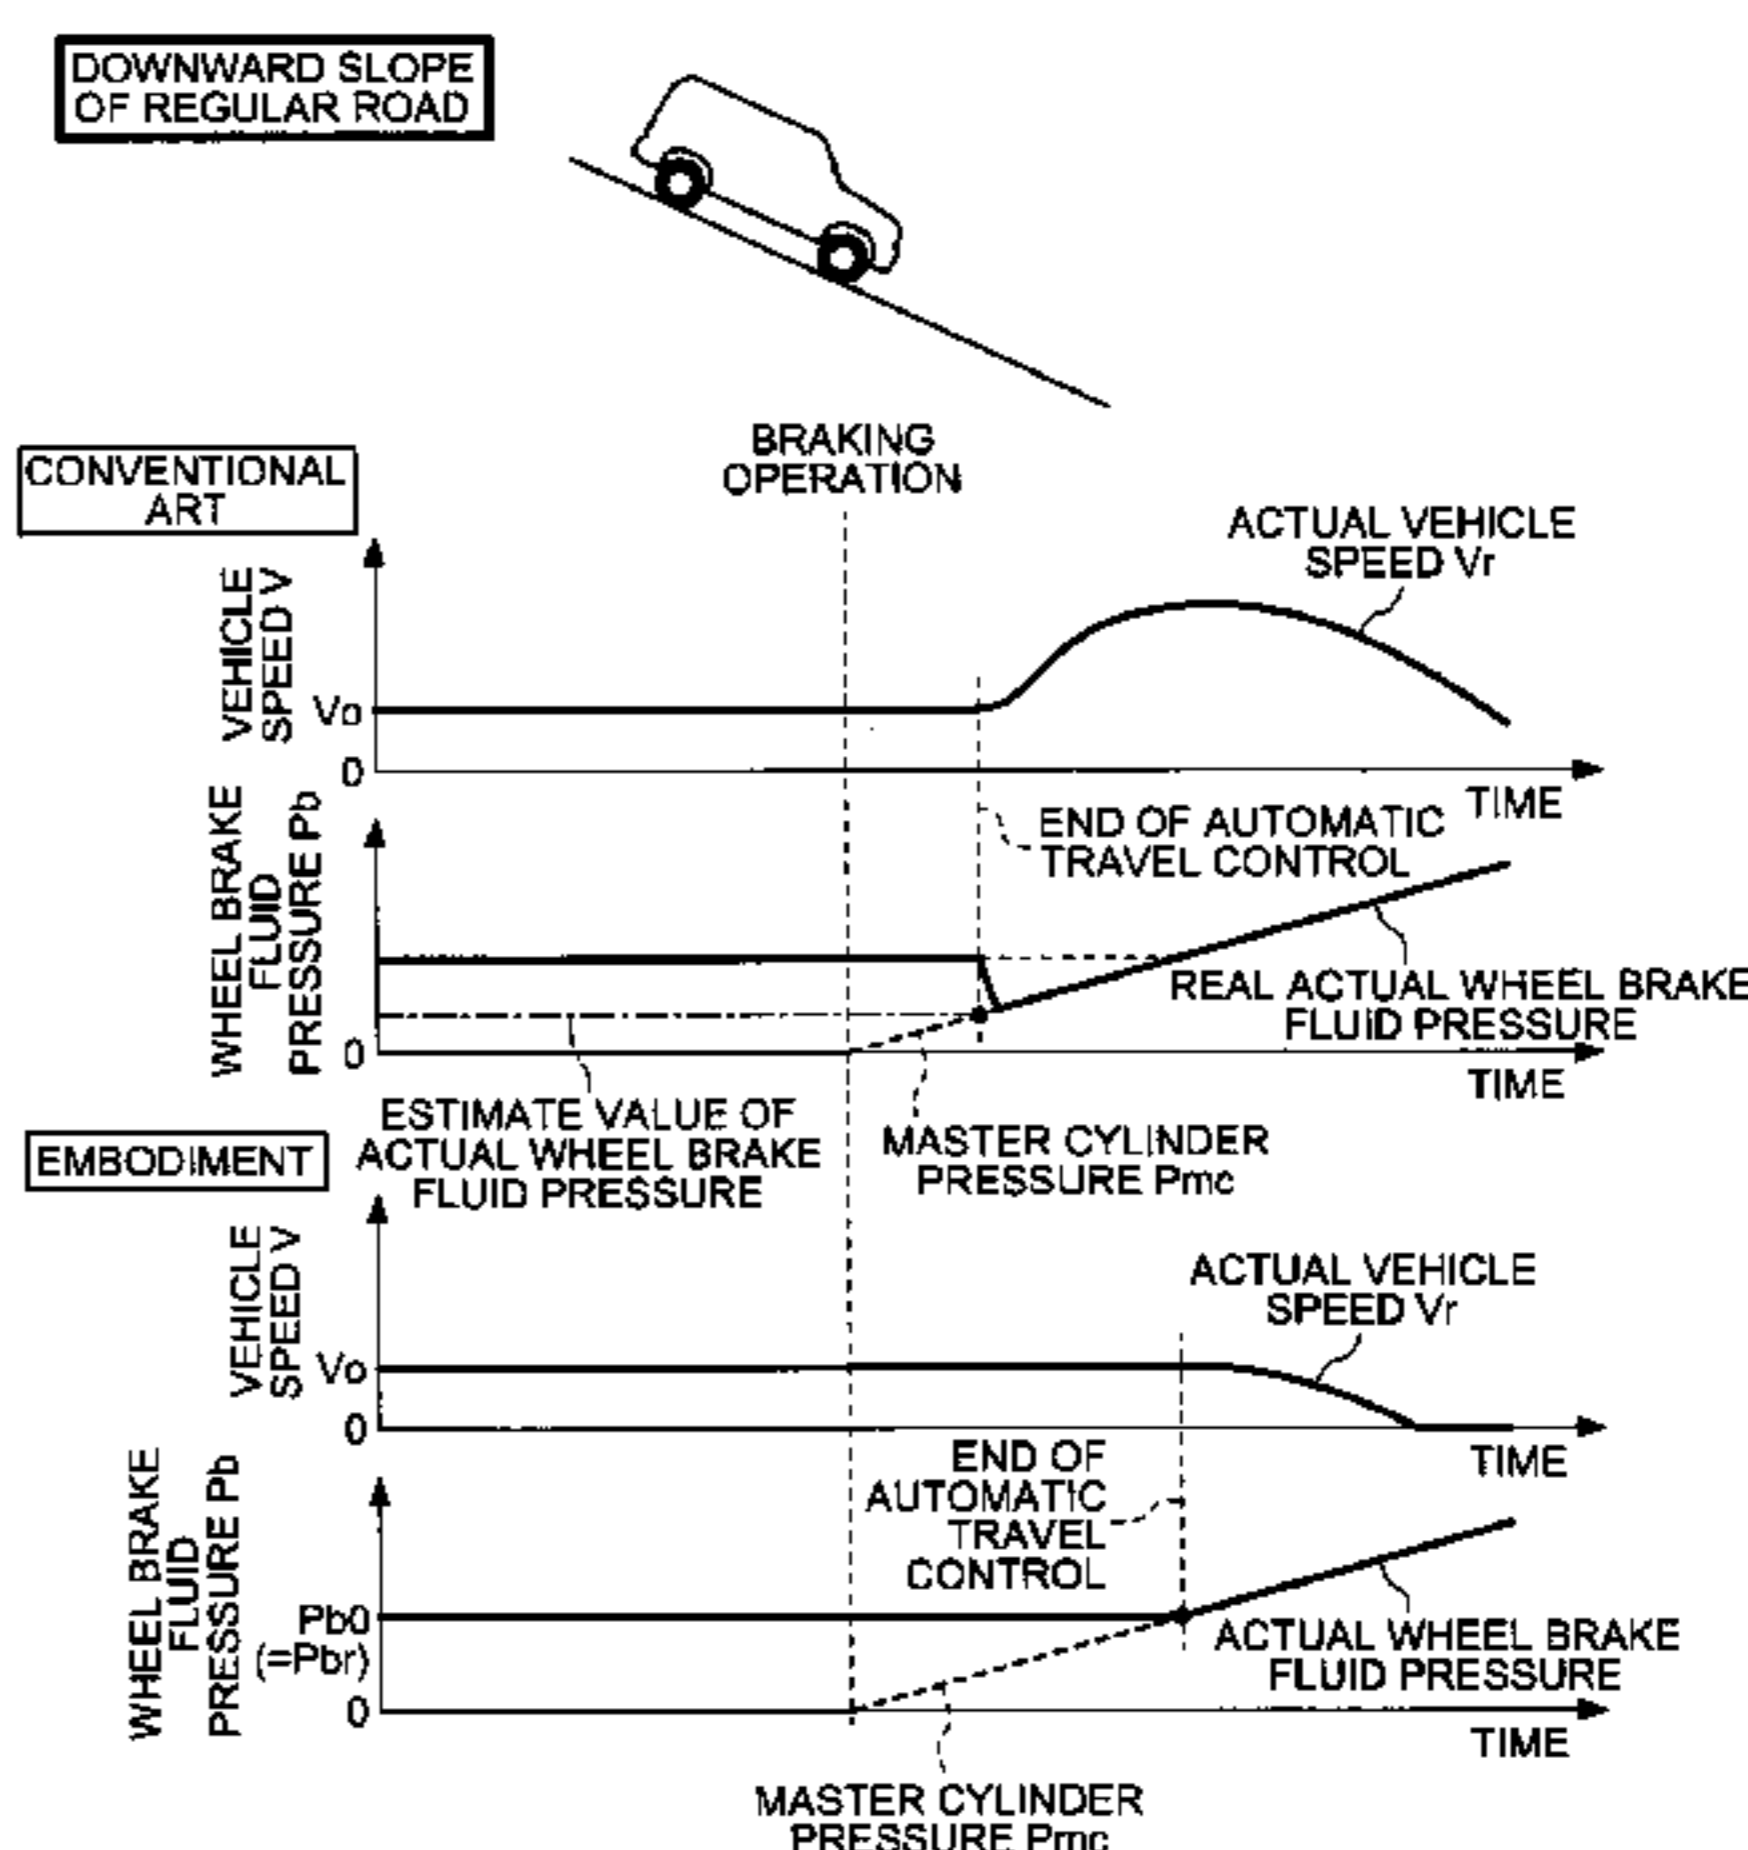 DOWNWARD SLOPE
OF REGULAR ROAD
BRAKING
OPERATION
CONVENTIONAL
ART
ACTUAL VEHICLE
SPEED Vr
VEHICLE
SPEED V
Vo
0
TIME
END OF AUTOMATIC
TRAVEL CONTROL
WHEEL BRAKE
FLUID
PRESSURE Pb
REAL ACTUAL WHEEL BRAKE
FLUID PRESSURE
0
TIME
ESTIMATE VALUE OF
ACTUAL WHEEL BRAKE
FLUID PRESSURE
MASTER CYLINDER
PRESSURE Pmc
EMBODIMENT
ACTUAL VEHICLE
SPEED Vr
VEHICLE
SPEED V
Vo
0
TIME
END OF
AUTOMATIC
TRAVEL
CONTROL
WHEEL BRAKE
FLUID
PRESSURE Pb
Pb0
(=Pbr)
0
ACTUAL WHEEL BRAKE
FLUID PRESSURE
TIME
MASTER CYLINDER
PRESSURE Pmc